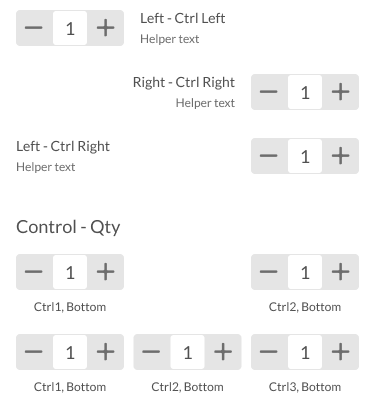 1
Left - Ctrl Left
Helper text
Right - Ctrl Right
Helper text
1
Left - Ctrl Right
Helper text
1
Control - Qty
1 1
Ctrl1, Bottom Ctrl2, Bottom
1 1 1
Ctrl1, Bottom Ctrl2, Bottom Ctrl3, Bottom